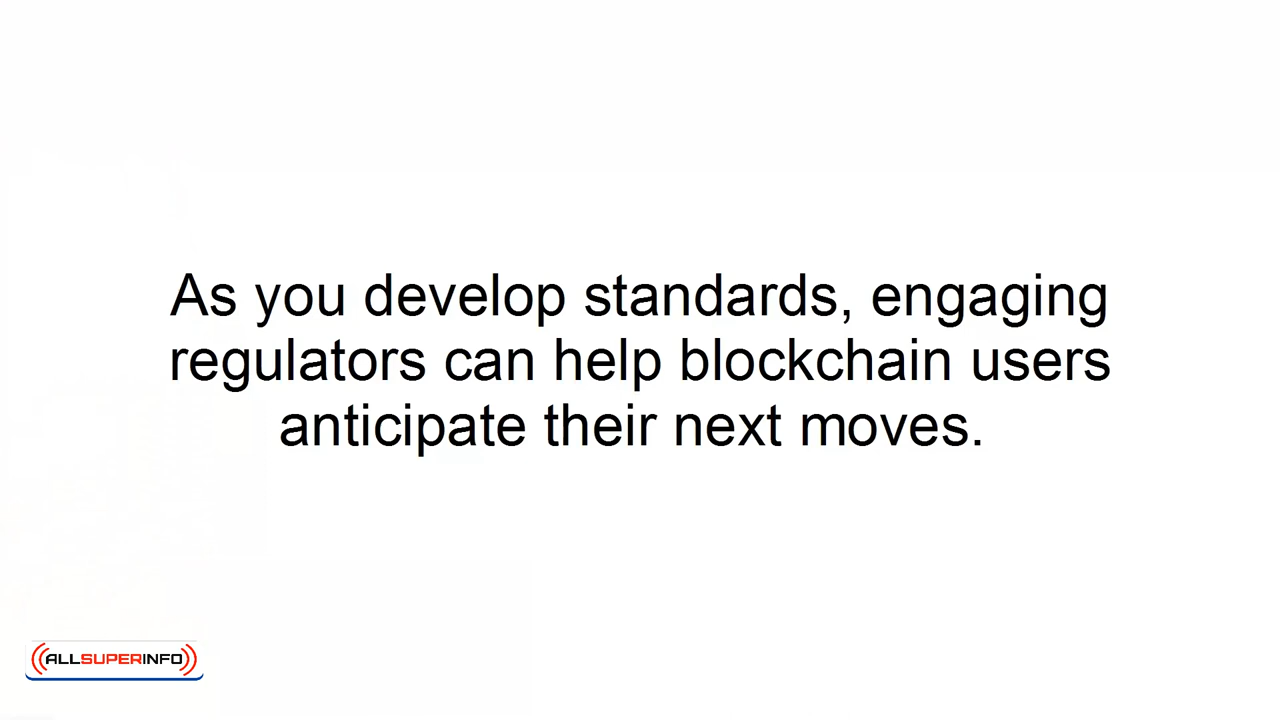 As you develop standards, engaging
regulators can help blockchain users
anticipate their next moves.
ALLSUPERINFO